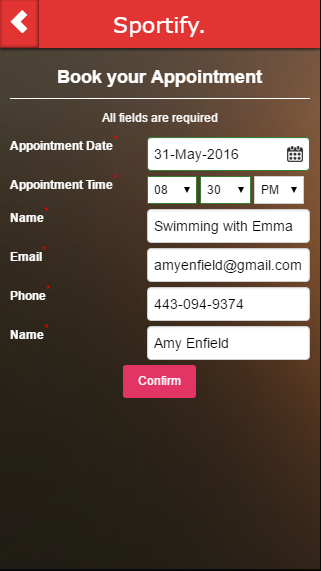 Sportify.
Book your Appointment
All fields are required
Appointment Date* 31-May-2016
Appointment Time* 08 30 PM
Name* Swimming with Emma
Email* amyenfield@gmail.com
Phone* 443-094-9374
Name* Amy Enfield
Confirm